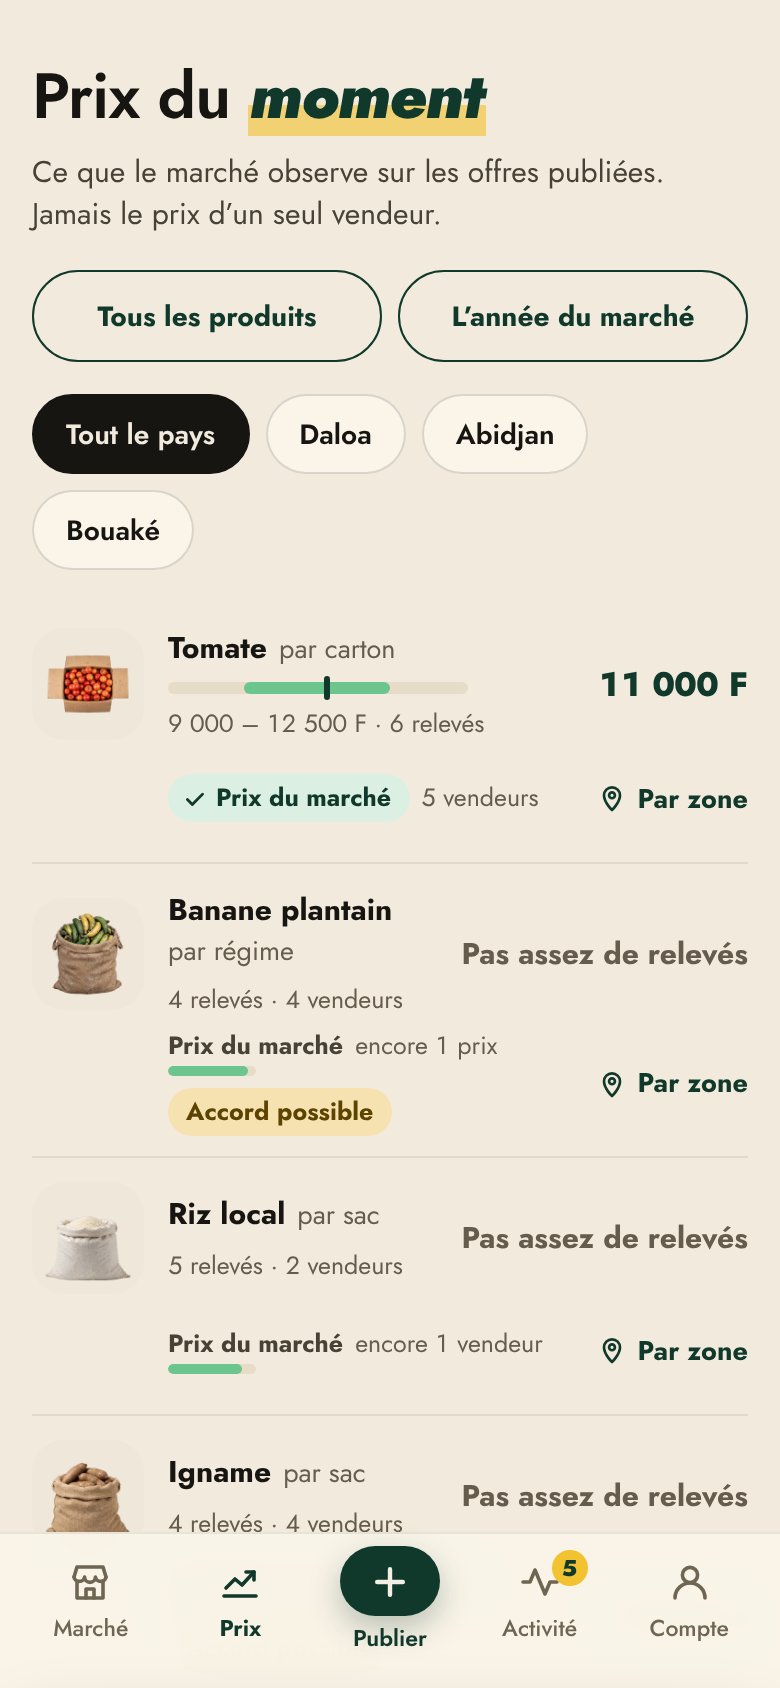 Prix du moment
Ce que le marché observe sur les offres publiées.
Jamais le prix d’un seul vendeur.
Tous les produits
L’année du marché
Tout le pays
Daloa
Abidjan
Bouaké
Tomate par carton
11 000 F
9 000 – 12 500 F · 6 relevés
Prix du marché
5 vendeurs
Par zone
Banane plantain
par régime
Pas assez de relevés
4 relevés · 4 vendeurs
Prix du marché encore 1 prix
Par zone
Accord possible
Riz local par sac
Pas assez de relevés
5 relevés · 2 vendeurs
Prix du marché encore 1 vendeur
Par zone
Igname par sac
Pas assez de relevés
4 relevés · 4 vendeurs
5
Marché
Prix
Publier
Activité
Compte